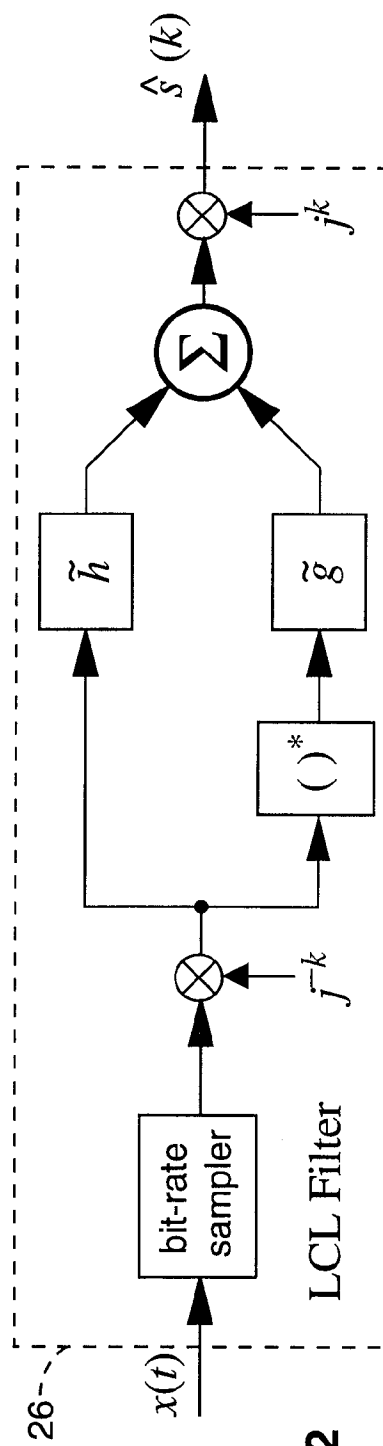 26
x(t)
bit-rate
sampler
j^{-k}
h̃
( )*
g̃
Σ
j^k
ŝ (k)
LCL Filter
2